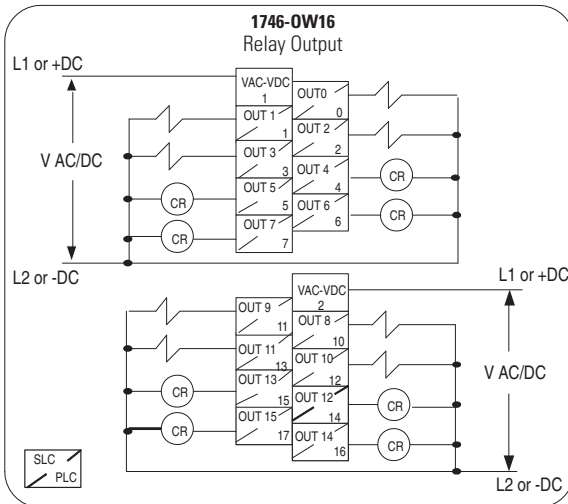 1746-OW16
Relay Output
L1 or +DC
VAC-VDC
1
OUT0
0
OUT 1
1
OUT 2
2
V AC/DC
OUT 3
3
OUT 4
4
CR
CR
OUT 5
5
OUT 6
6
CR
CR
OUT 7
7
L2 or -DC
L1 or +DC
VAC-VDC
2
OUT 9
11
OUT 8
10
OUT 11
13
OUT 10
12
V AC/DC
CR
OUT 13
15
OUT 12
14
CR
CR
OUT 15
17
OUT 14
16
CR
SLC
PLC
L2 or -DC